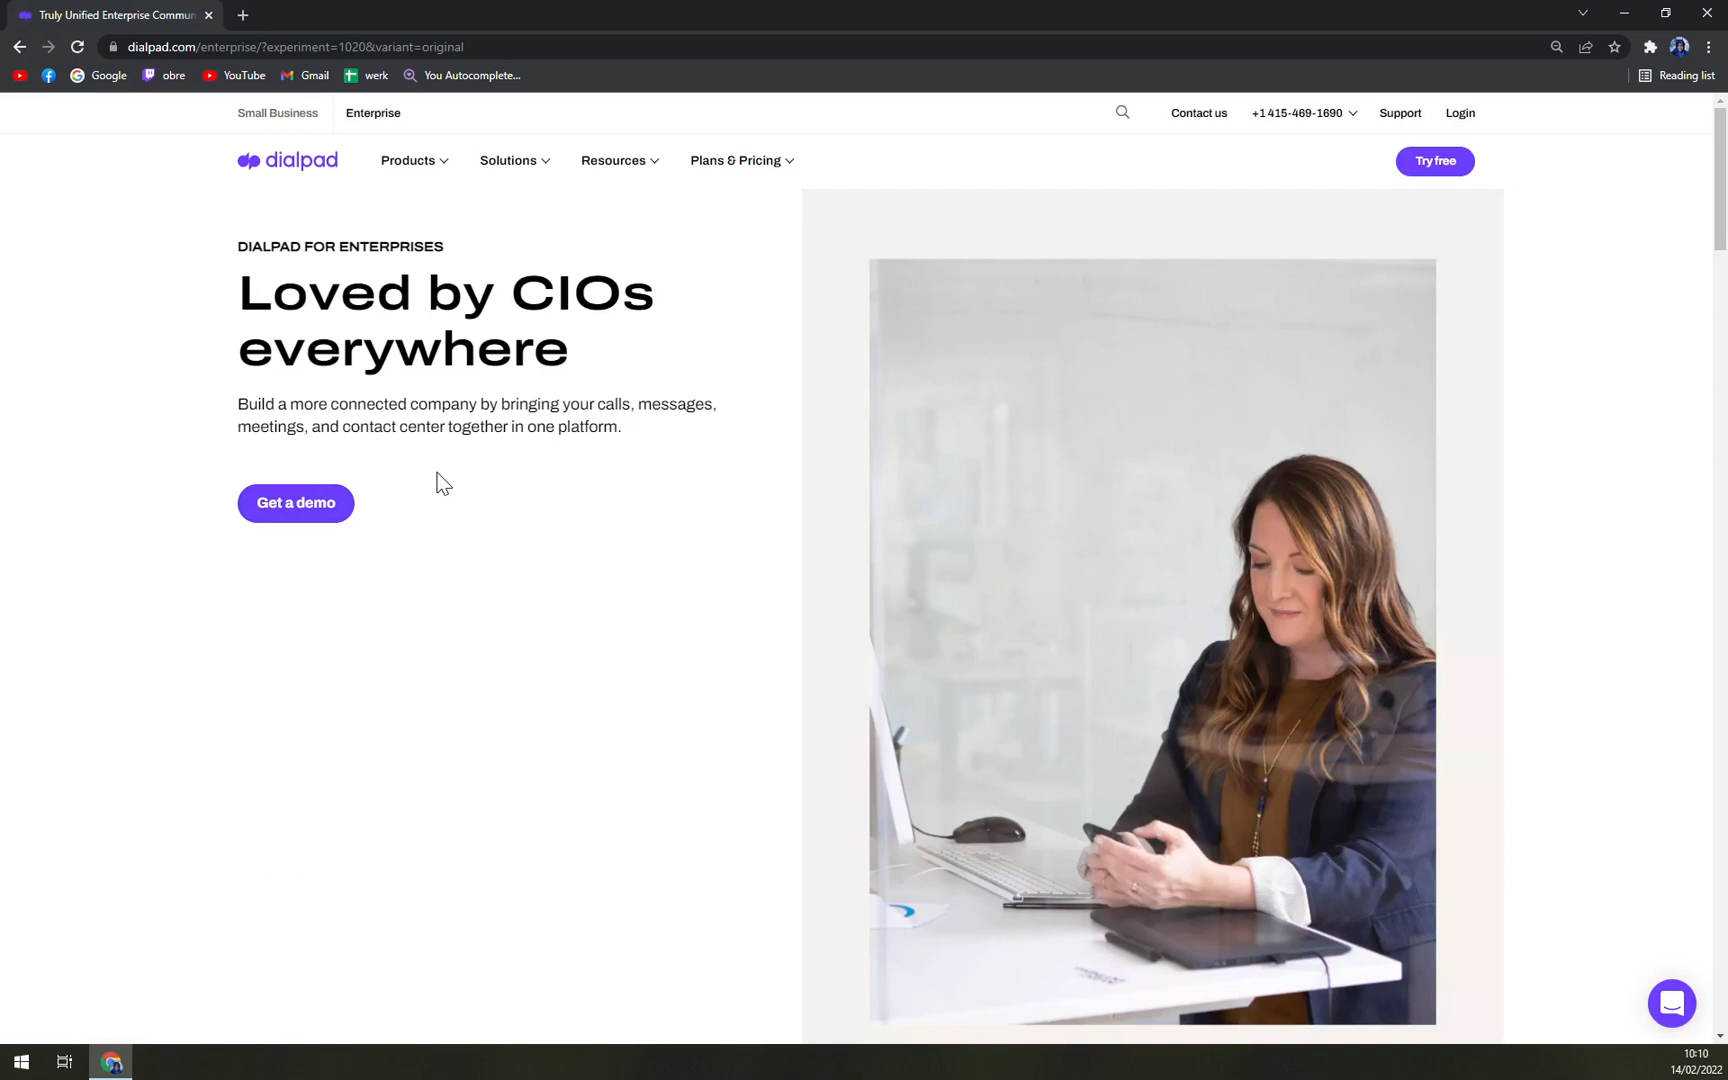 Truly Unified Enterprise Commun
dialpad.com/enterprise/?experiment=1020&variant=original
Google
obre
YouTube
Gmail
werk
You Autocomplete...
Reading list
Small Business
Enterprise
Contact us
+1 415-469-1690
Support
Login
dialpad
Products
Solutions
Resources
Plans & Pricing
Try free
DIALPAD FOR ENTERPRISES
Loved by CIOs
everywhere
Build a more connected company by bringing your calls, messages,
meetings, and contact center together in one platform.
Get a demo
10:10
14/02/2022